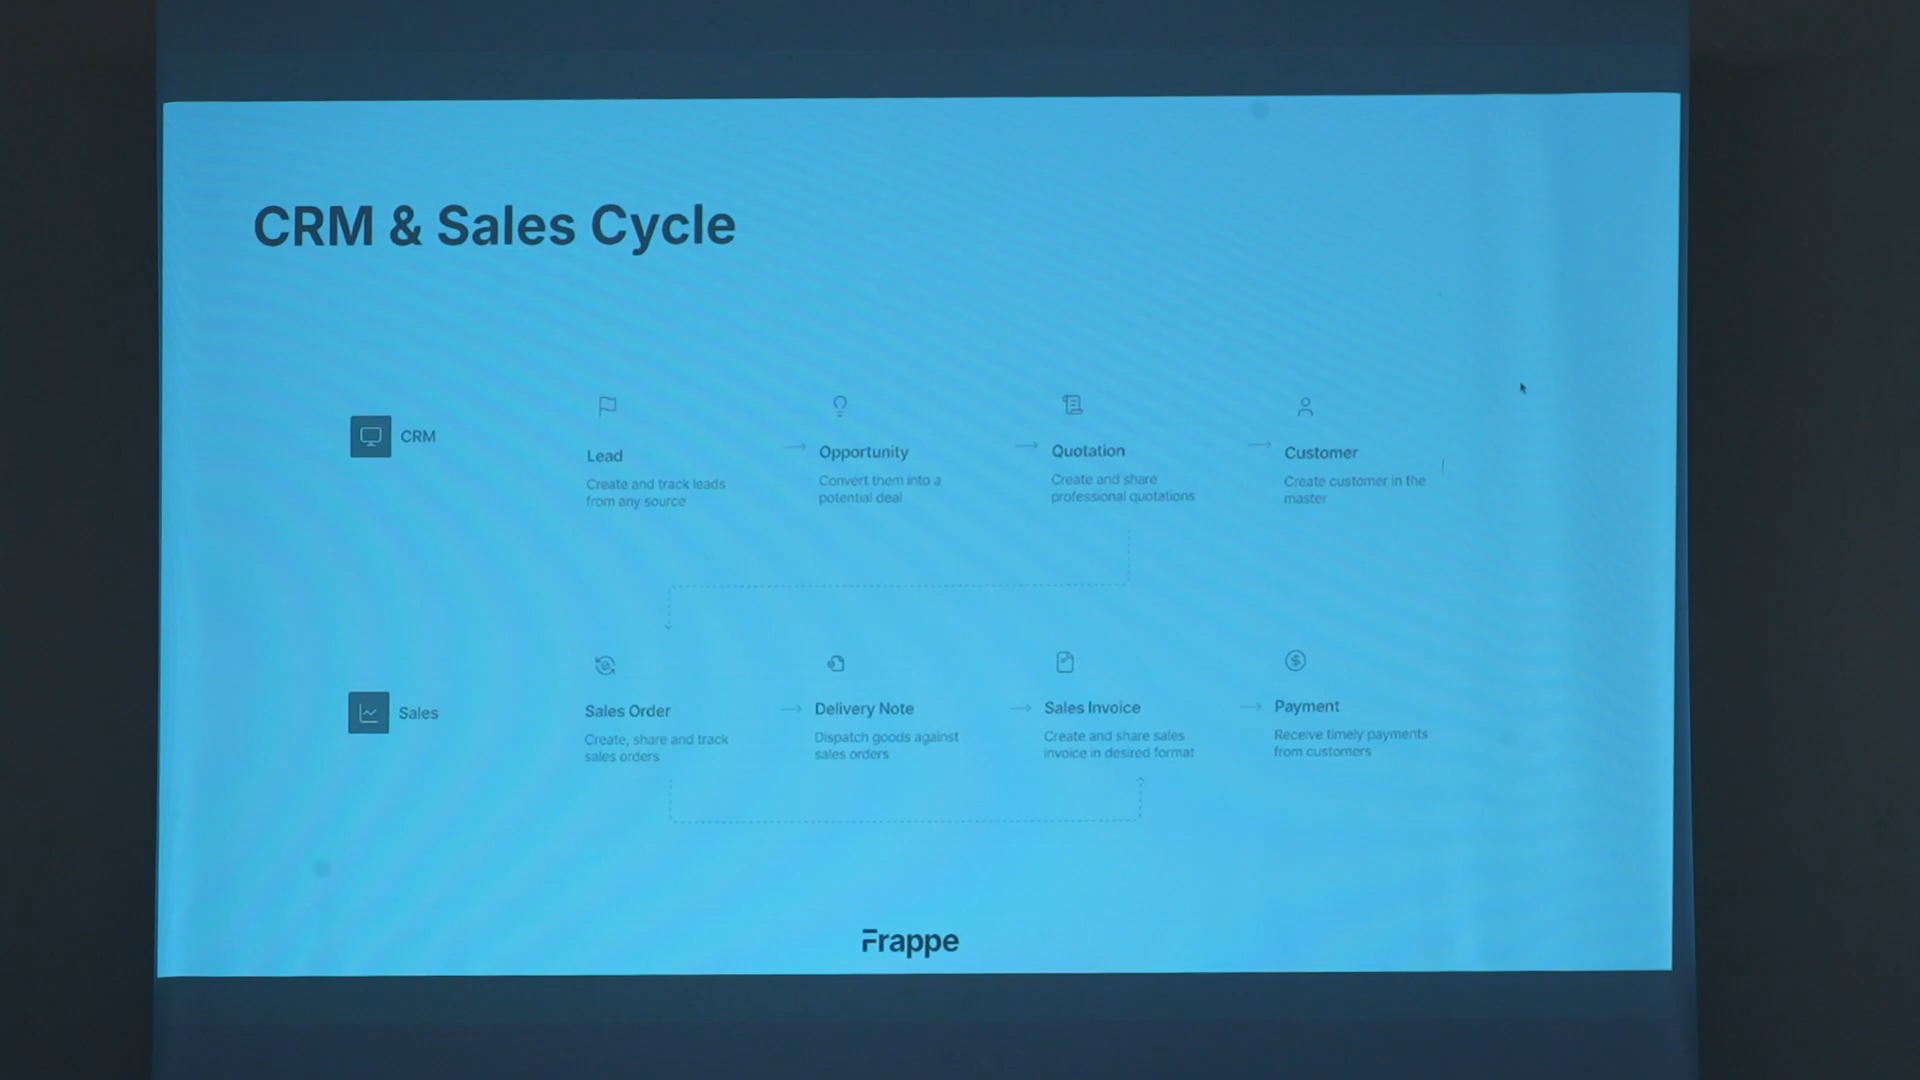 CRM & Sales Cycle
CRM
Lead
Create and track leads
from any source
Opportunity
Convert them into a
potential deal
Quotation
Create and share
professional quotations
Customer
Create customer in the
master
Sales
Sales Order
Create, share and track
sales orders
Delivery Note
Dispatch goods against
sales orders
Sales Invoice
Create and share sales
invoice in desired format
Payment
Receive timely payments
from customers
Frappe